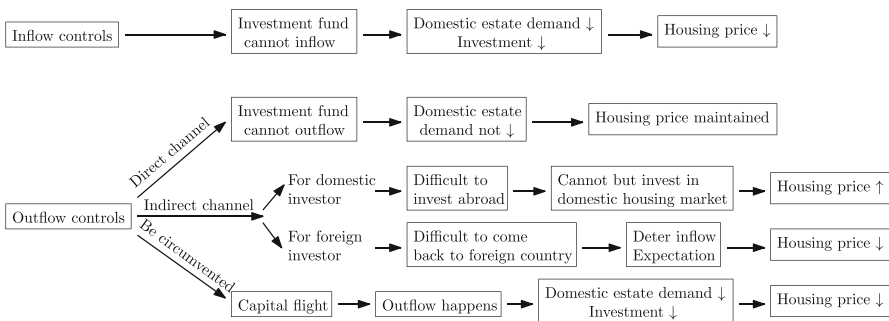 Inflow controls
Investment fund
cannot inflow
Domestic estate demand ↓
Investment ↓
Housing price ↓
Investment fund
cannot outflow
Domestic estate
demand not ↓
Housing price maintained
Direct channel
For domestic
investor
Difficult to
invest abroad
Cannot but invest in
domestic housing market
Housing price ↑
Outflow controls
Indirect channel
For foreign
investor
Difficult to come
back to foreign country
Deter inflow
Expectation
Housing price ↓
Be circumvented
Capital flight
Outflow happens
Domestic estate demand ↓
Investment ↓
Housing price ↓